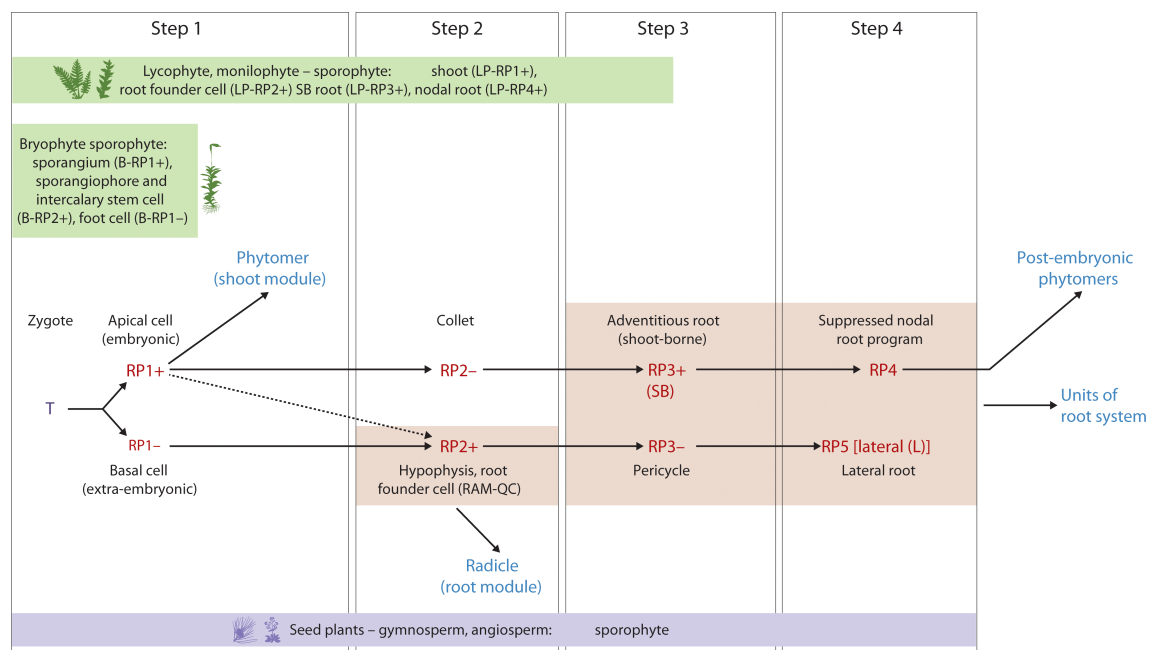 Step 1
Step 2
Step 3
Step 4
Lycophyte, monilophyte – sporophyte: shoot (LP-RP1+),
root founder cell (LP-RP2+) SB root (LP-RP3+), nodal root (LP-RP4+)
Bryophyte sporophyte:
sporangium (B-RP1+),
sporangiophore and
intercalary stem cell
(B-RP2+), foot cell (B-RP1–)
Phytomer
(shoot module)
Post-embryonic
phytomers
Zygote
Apical cell
(embryonic)
Collet
Adventitious root
(shoot-borne)
Suppressed nodal
root program
RP1+
RP2–
RP3+
(SB)
RP4
T
Units of
root system
RP1–
RP2+
RP3–
RP5 [lateral (L)]
Basal cell
(extra-embryonic)
Hypophysis, root
founder cell (RAM-QC)
Pericycle
Lateral root
Radicle
(root module)
Seed plants – gymnosperm, angiosperm: sporophyte